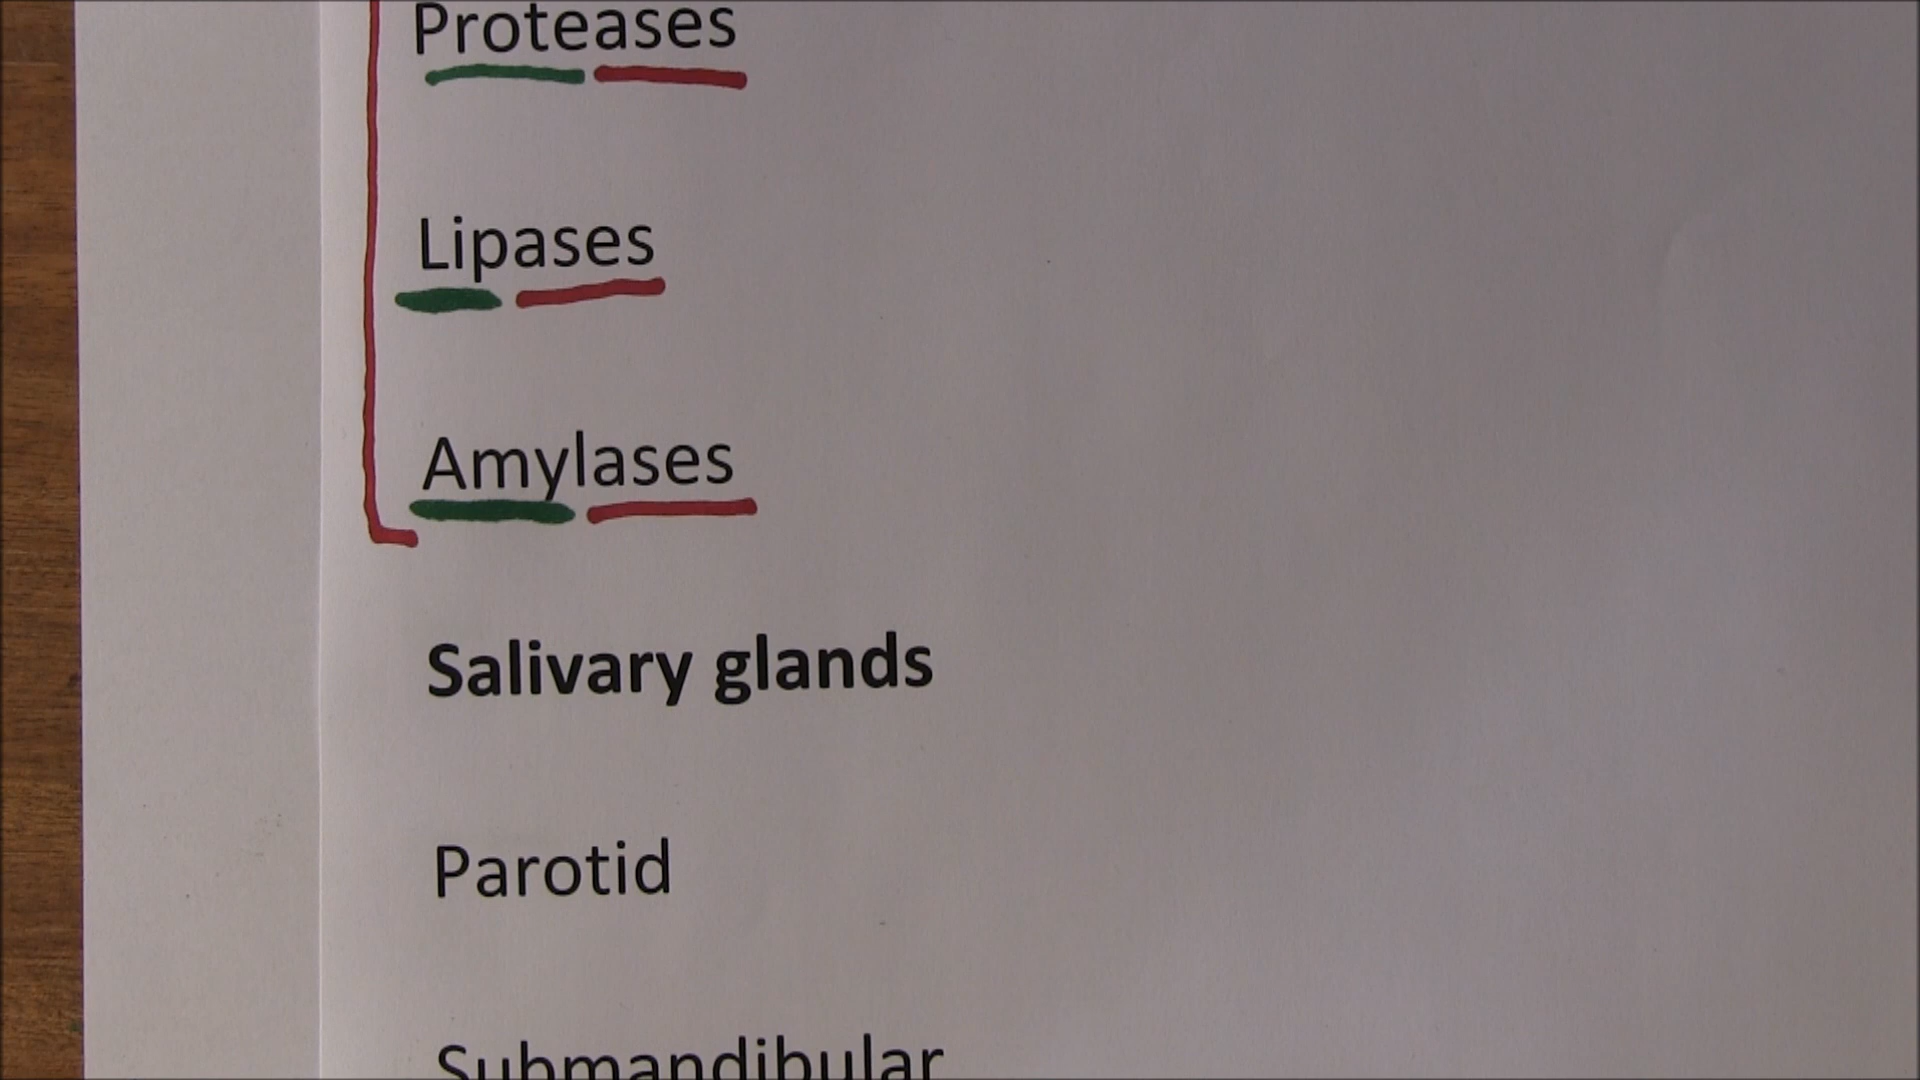 Proteases
Lipases
Amylases
Salivary glands
Parotid
Submandibular